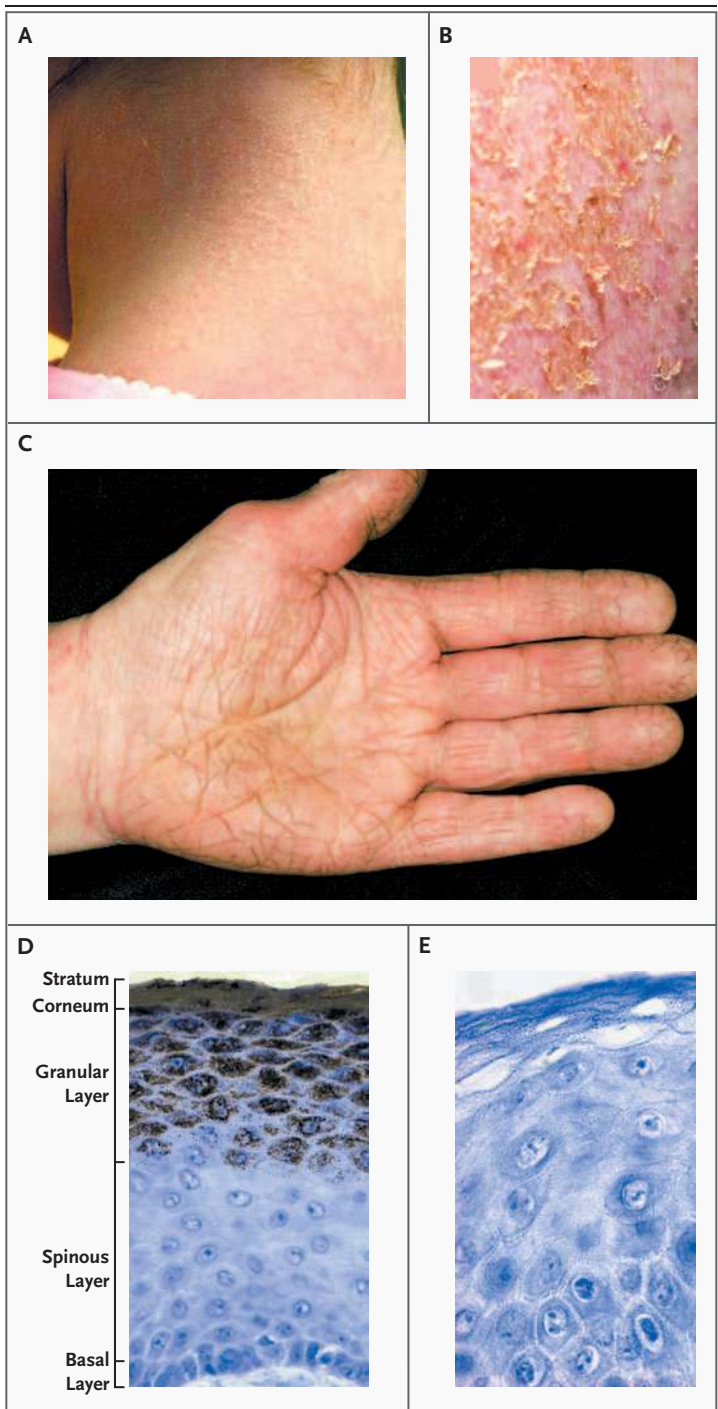 A
B
C
D
E
Stratum
Corneum
Granular
Layer
Spinous
Layer
Basal
Layer